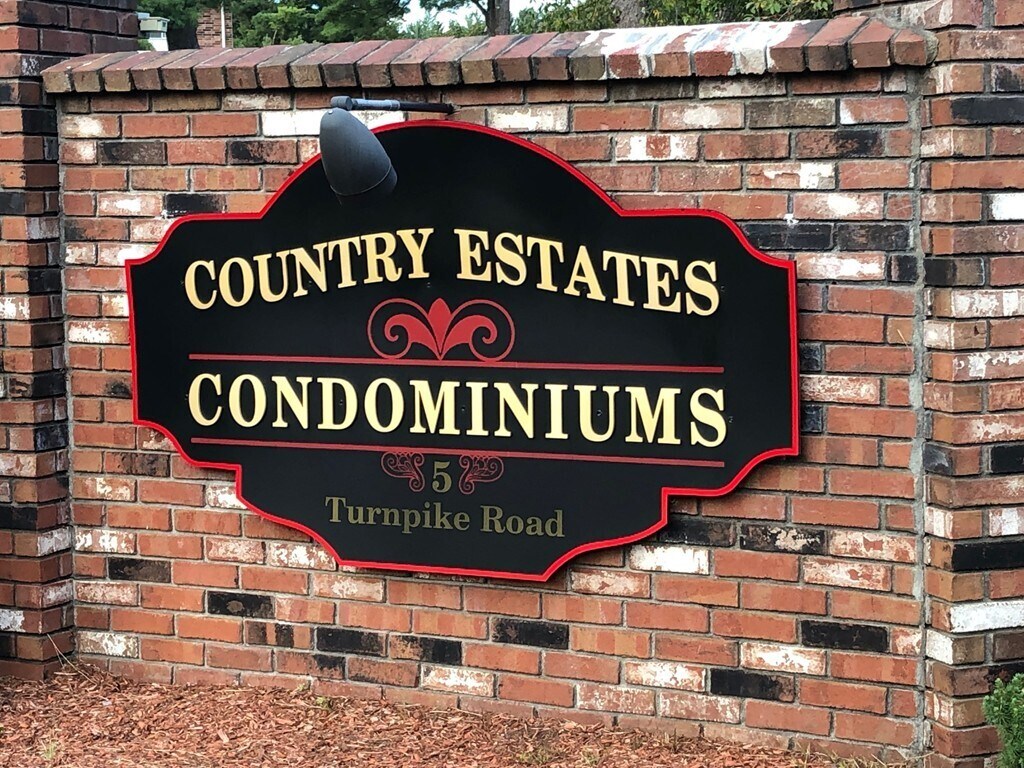 COUNTRY ESTATES
CONDOMINIUMS
5
Turnpike Road